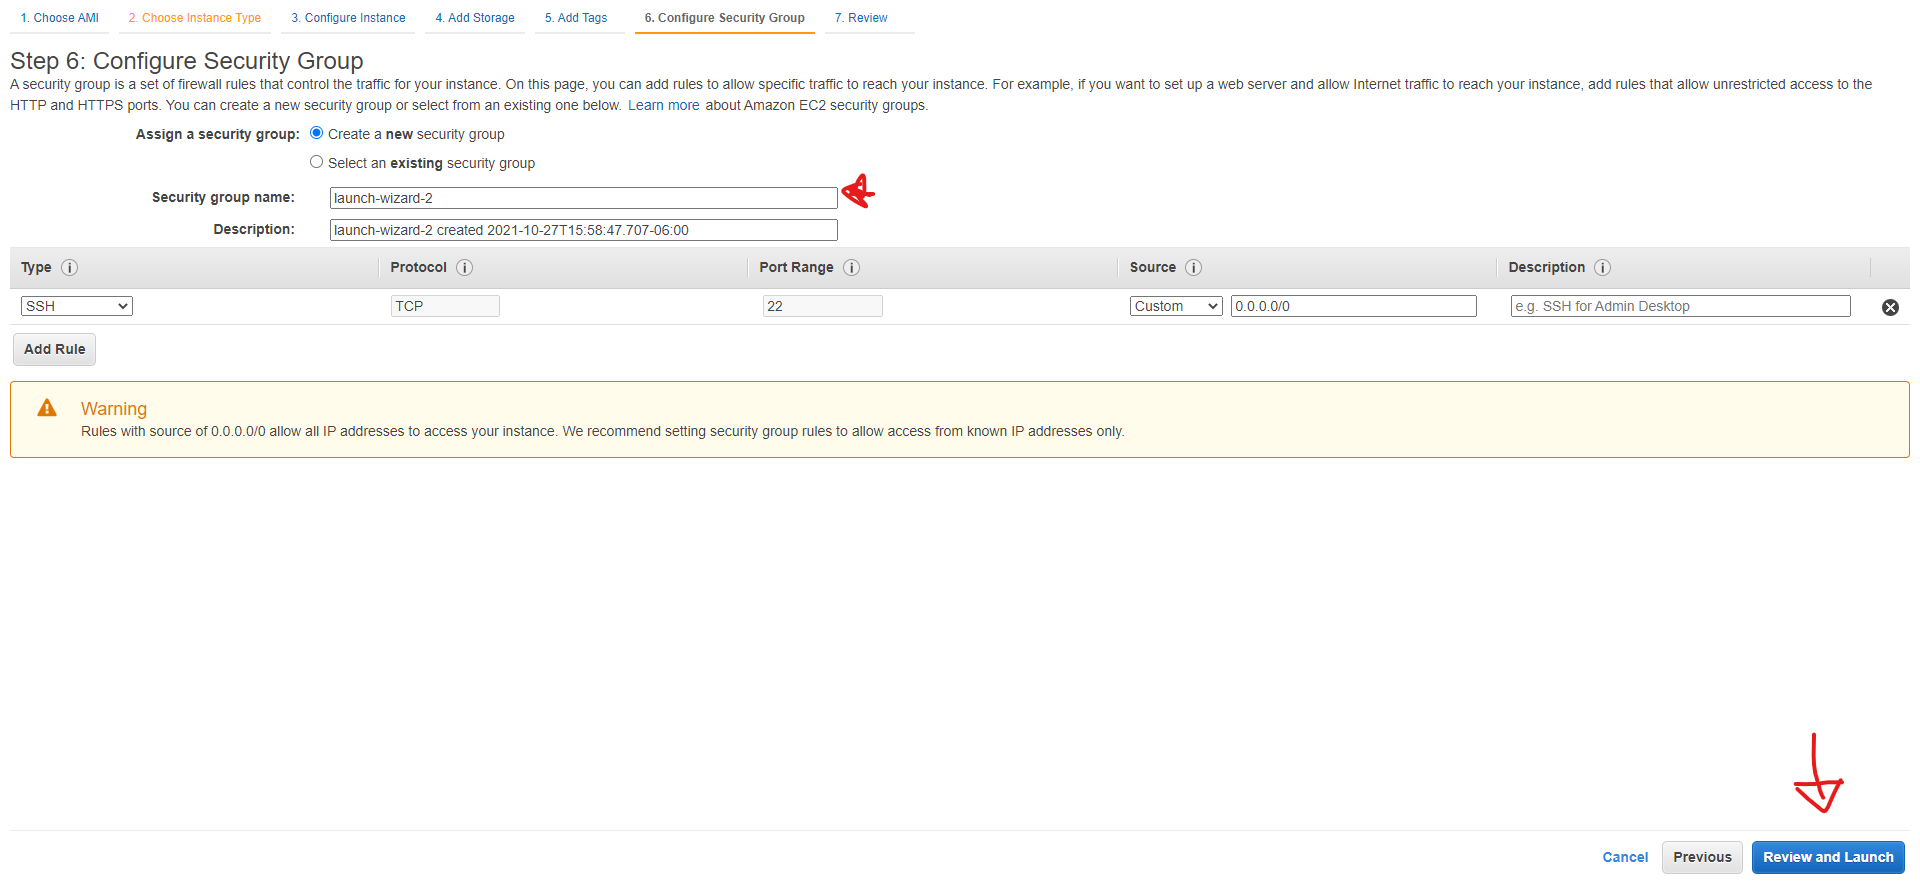 1. Choose AMI 2. Choose Instance Type 3. Configure Instance 4. Add Storage 5. Add Tags 6. Configure Security Group 7. Review
Step 6: Configure Security Group
A security group is a set of firewall rules that control the traffic for your instance. On this page, you can add rules to allow specific traffic to reach your instance. For example, if you want to set up a web server and allow Internet traffic to reach your instance, add rules that allow unrestricted access to the
HTTP and HTTPS ports. You can create a new security group or select from an existing one below. Learn more about Amazon EC2 security groups.
Assign a security group: Create a new security group
Select an existing security group
Security group name: launch-wizard-2
Description: launch-wizard-2 created 2021-10-27T15:58:47.707-06:00
Type Protocol Port Range Source Description
SSH TCP 22 Custom 0.0.0.0/0 e.g. SSH for Admin Desktop
Add Rule
Warning
Rules with source of 0.0.0.0/0 allow all IP addresses to access your instance. We recommend setting security group rules to allow access from known IP addresses only.
Cancel Previous Review and Launch